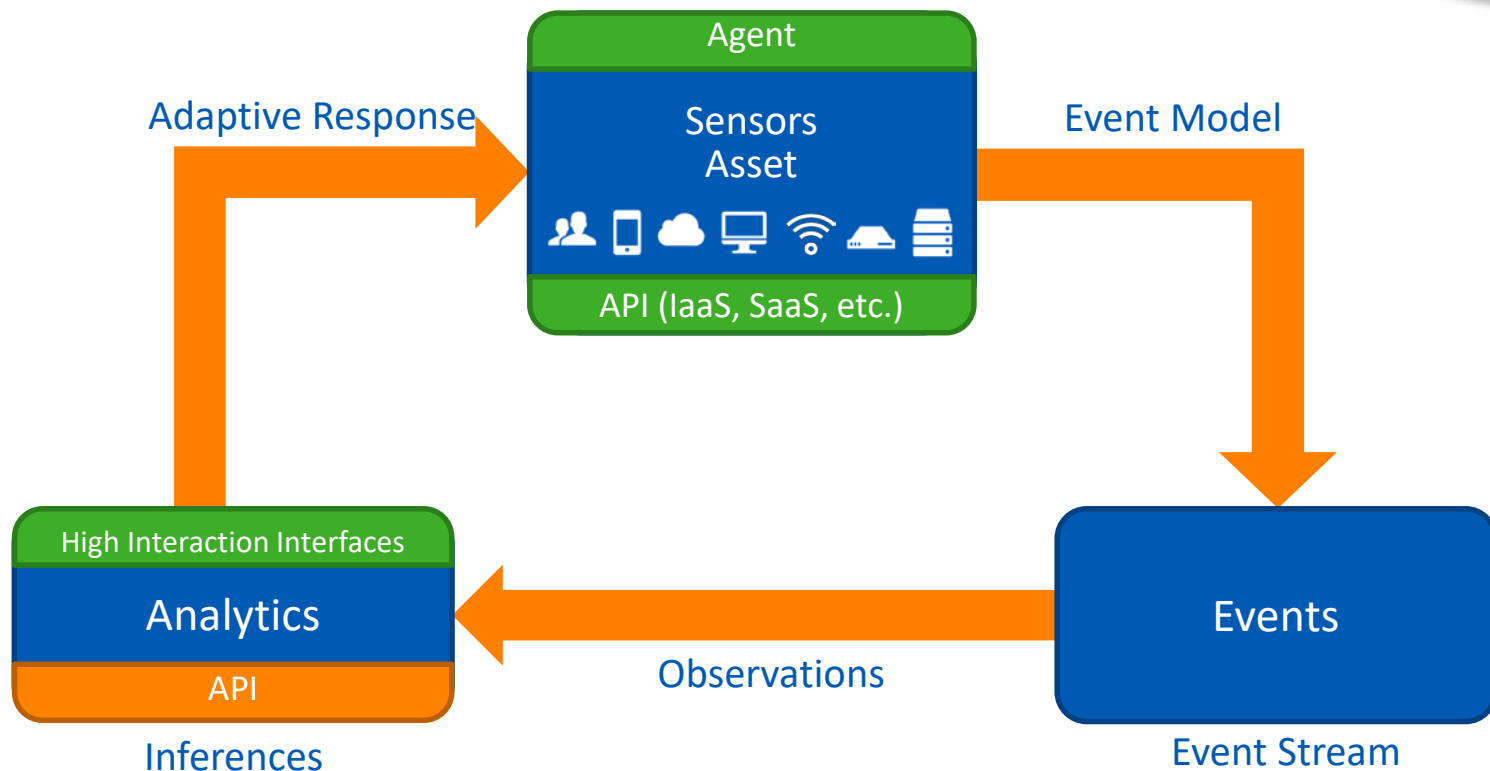 Agent
Adaptive Response
Sensors
Asset
Event Model
API (IaaS, SaaS, etc.)
High Interaction Interfaces
Analytics
API
Inferences
Observations
Events
Event Stream